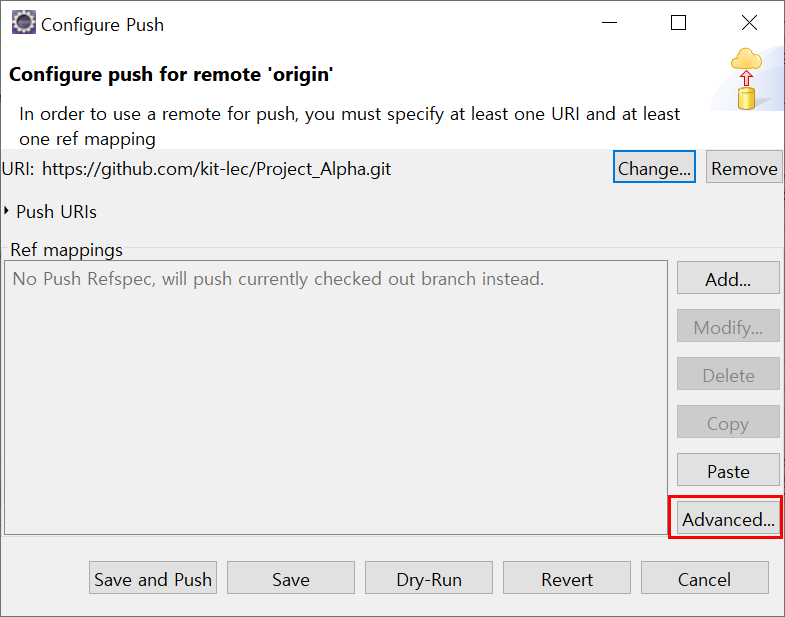 Configure Push
Configure push for remote 'origin'
In order to use a remote for push, you must specify at least one URI and at least
one ref mapping
URI: https://github.com/kit-lec/Project_Alpha.git
Change...
Remove
Push URIs
Ref mappings
No Push Refspec, will push currently checked out branch instead.
Add...
Modify...
Delete
Copy
Paste
Advanced...
Save and Push
Save
Dry-Run
Revert
Cancel